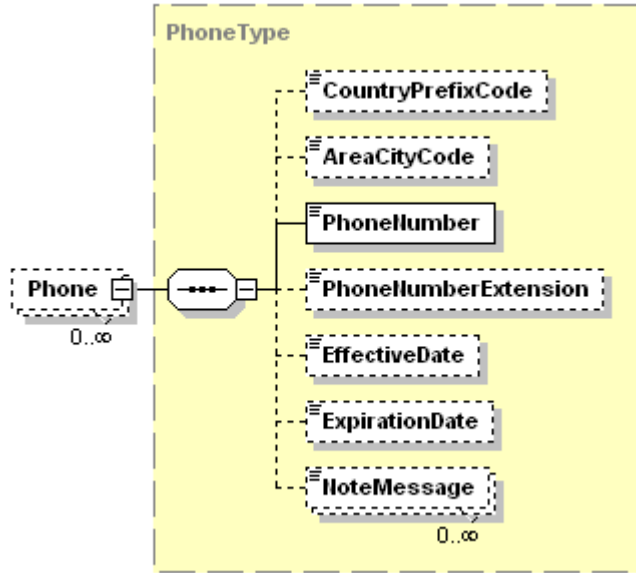 PhoneType
CountryPrefixCode
AreaCityCode
PhoneNumber
Phone
0..∞
PhoneNumberExtension
EffectiveDate
ExpirationDate
NoteMessage
0..∞